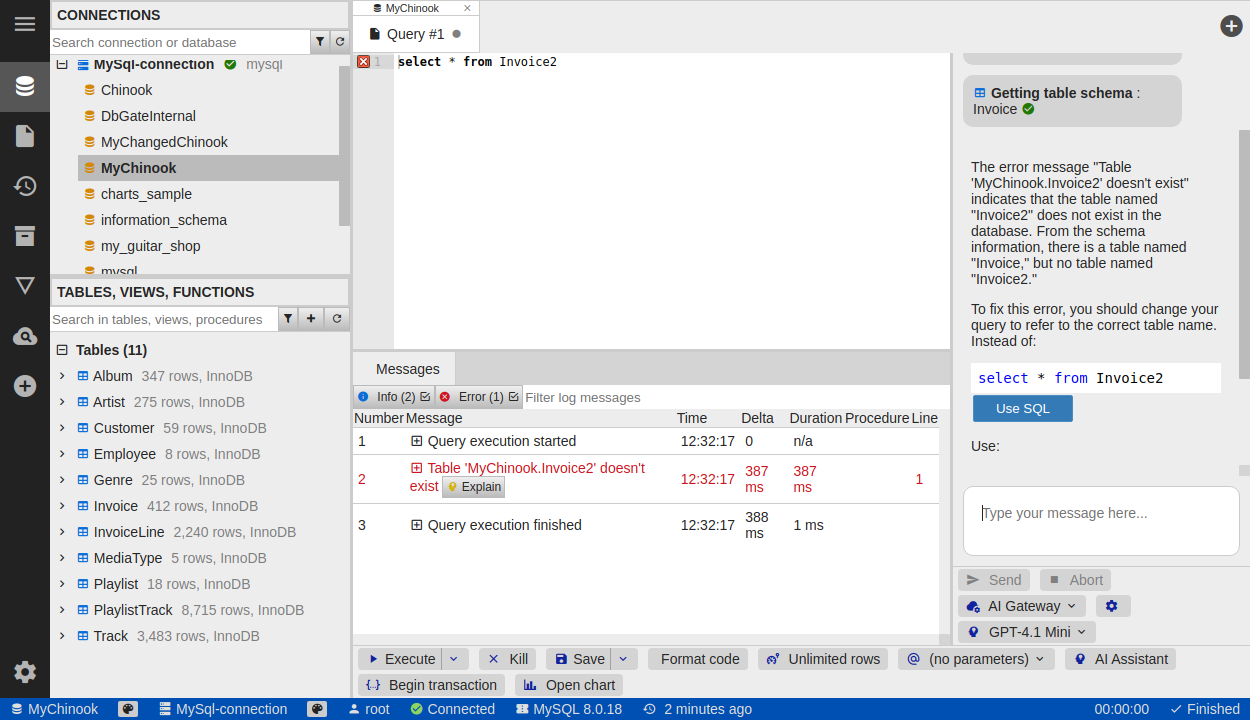 CONNECTIONS
Search connection or database
MySql-connection mysql
Chinook
DbGateInternal
MyChangedChinook
MyChinook
charts_sample
information_schema
my_guitar_shop
mysql
TABLES, VIEWS, FUNCTIONS
Search in tables, views, procedures
Tables (11)
Album 347 rows, InnoDB
Artist 275 rows, InnoDB
Customer 59 rows, InnoDB
Employee 8 rows, InnoDB
Genre 25 rows, InnoDB
Invoice 412 rows, InnoDB
InvoiceLine 2,240 rows, InnoDB
MediaType 5 rows, InnoDB
Playlist 18 rows, InnoDB
PlaylistTrack 8,715 rows, InnoDB
Track 3,483 rows, InnoDB
MyChinook
Query #1
1 select * from Invoice2
Messages
Info (2) Error (1) Filter log messages
Number Message Time Delta Duration Procedure Line
1 Query execution started 12:32:17 0 n/a
2 Table 'MyChinook.Invoice2' doesn't exist Explain 12:32:17 387 ms 387 ms 1
3 Query execution finished 12:32:17 388 ms 1 ms
Execute Kill Save Format code Unlimited rows (no parameters) AI Assistant
Begin transaction Open chart
Getting table schema :
Invoice
The error message "Table
'MyChinook.Invoice2' doesn't exist"
indicates that the table named
"Invoice2" does not exist in the
database. From the schema
information, there is a table named
"Invoice," but no table named
"Invoice2."
To fix this error, you should change your
query to refer to the correct table name.
Instead of:
select * from Invoice2
Use SQL
Use:
Type your message here...
Send Abort
AI Gateway
GPT-4.1 Mini
MyChinook MySql-connection root Connected MySQL 8.0.18 2 minutes ago 00:00:00 Finished